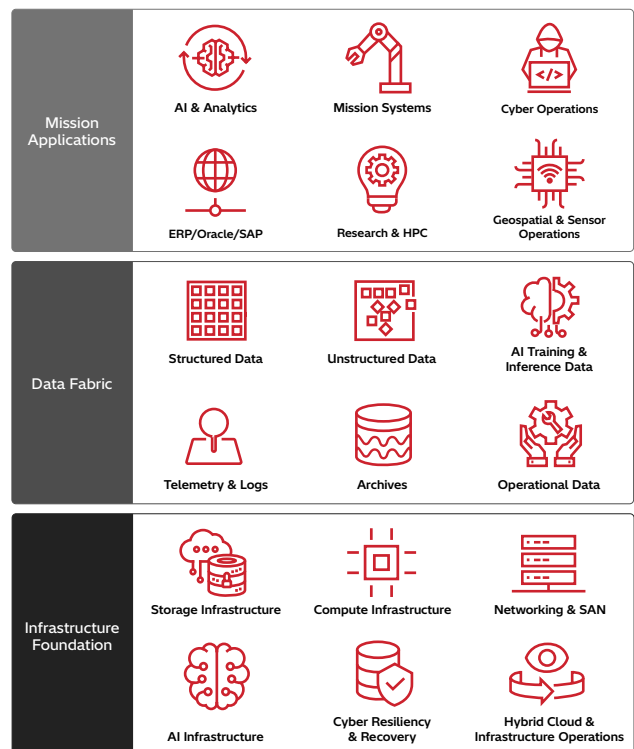 Mission
Applications
AI & Analytics
Mission Systems
Cyber Operations
</>
ERP/Oracle/SAP
Research & HPC
Geospatial & Sensor
Operations
Data Fabric
Structured Data
Unstructured Data
AI Training &
Inference Data
Telemetry & Logs
Archives
Operational Data
Infrastructure
Foundation
Storage Infrastructure
Compute Infrastructure
Networking & SAN
AI Infrastructure
Cyber Resiliency
& Recovery
Hybrid Cloud &
Infrastructure Operations